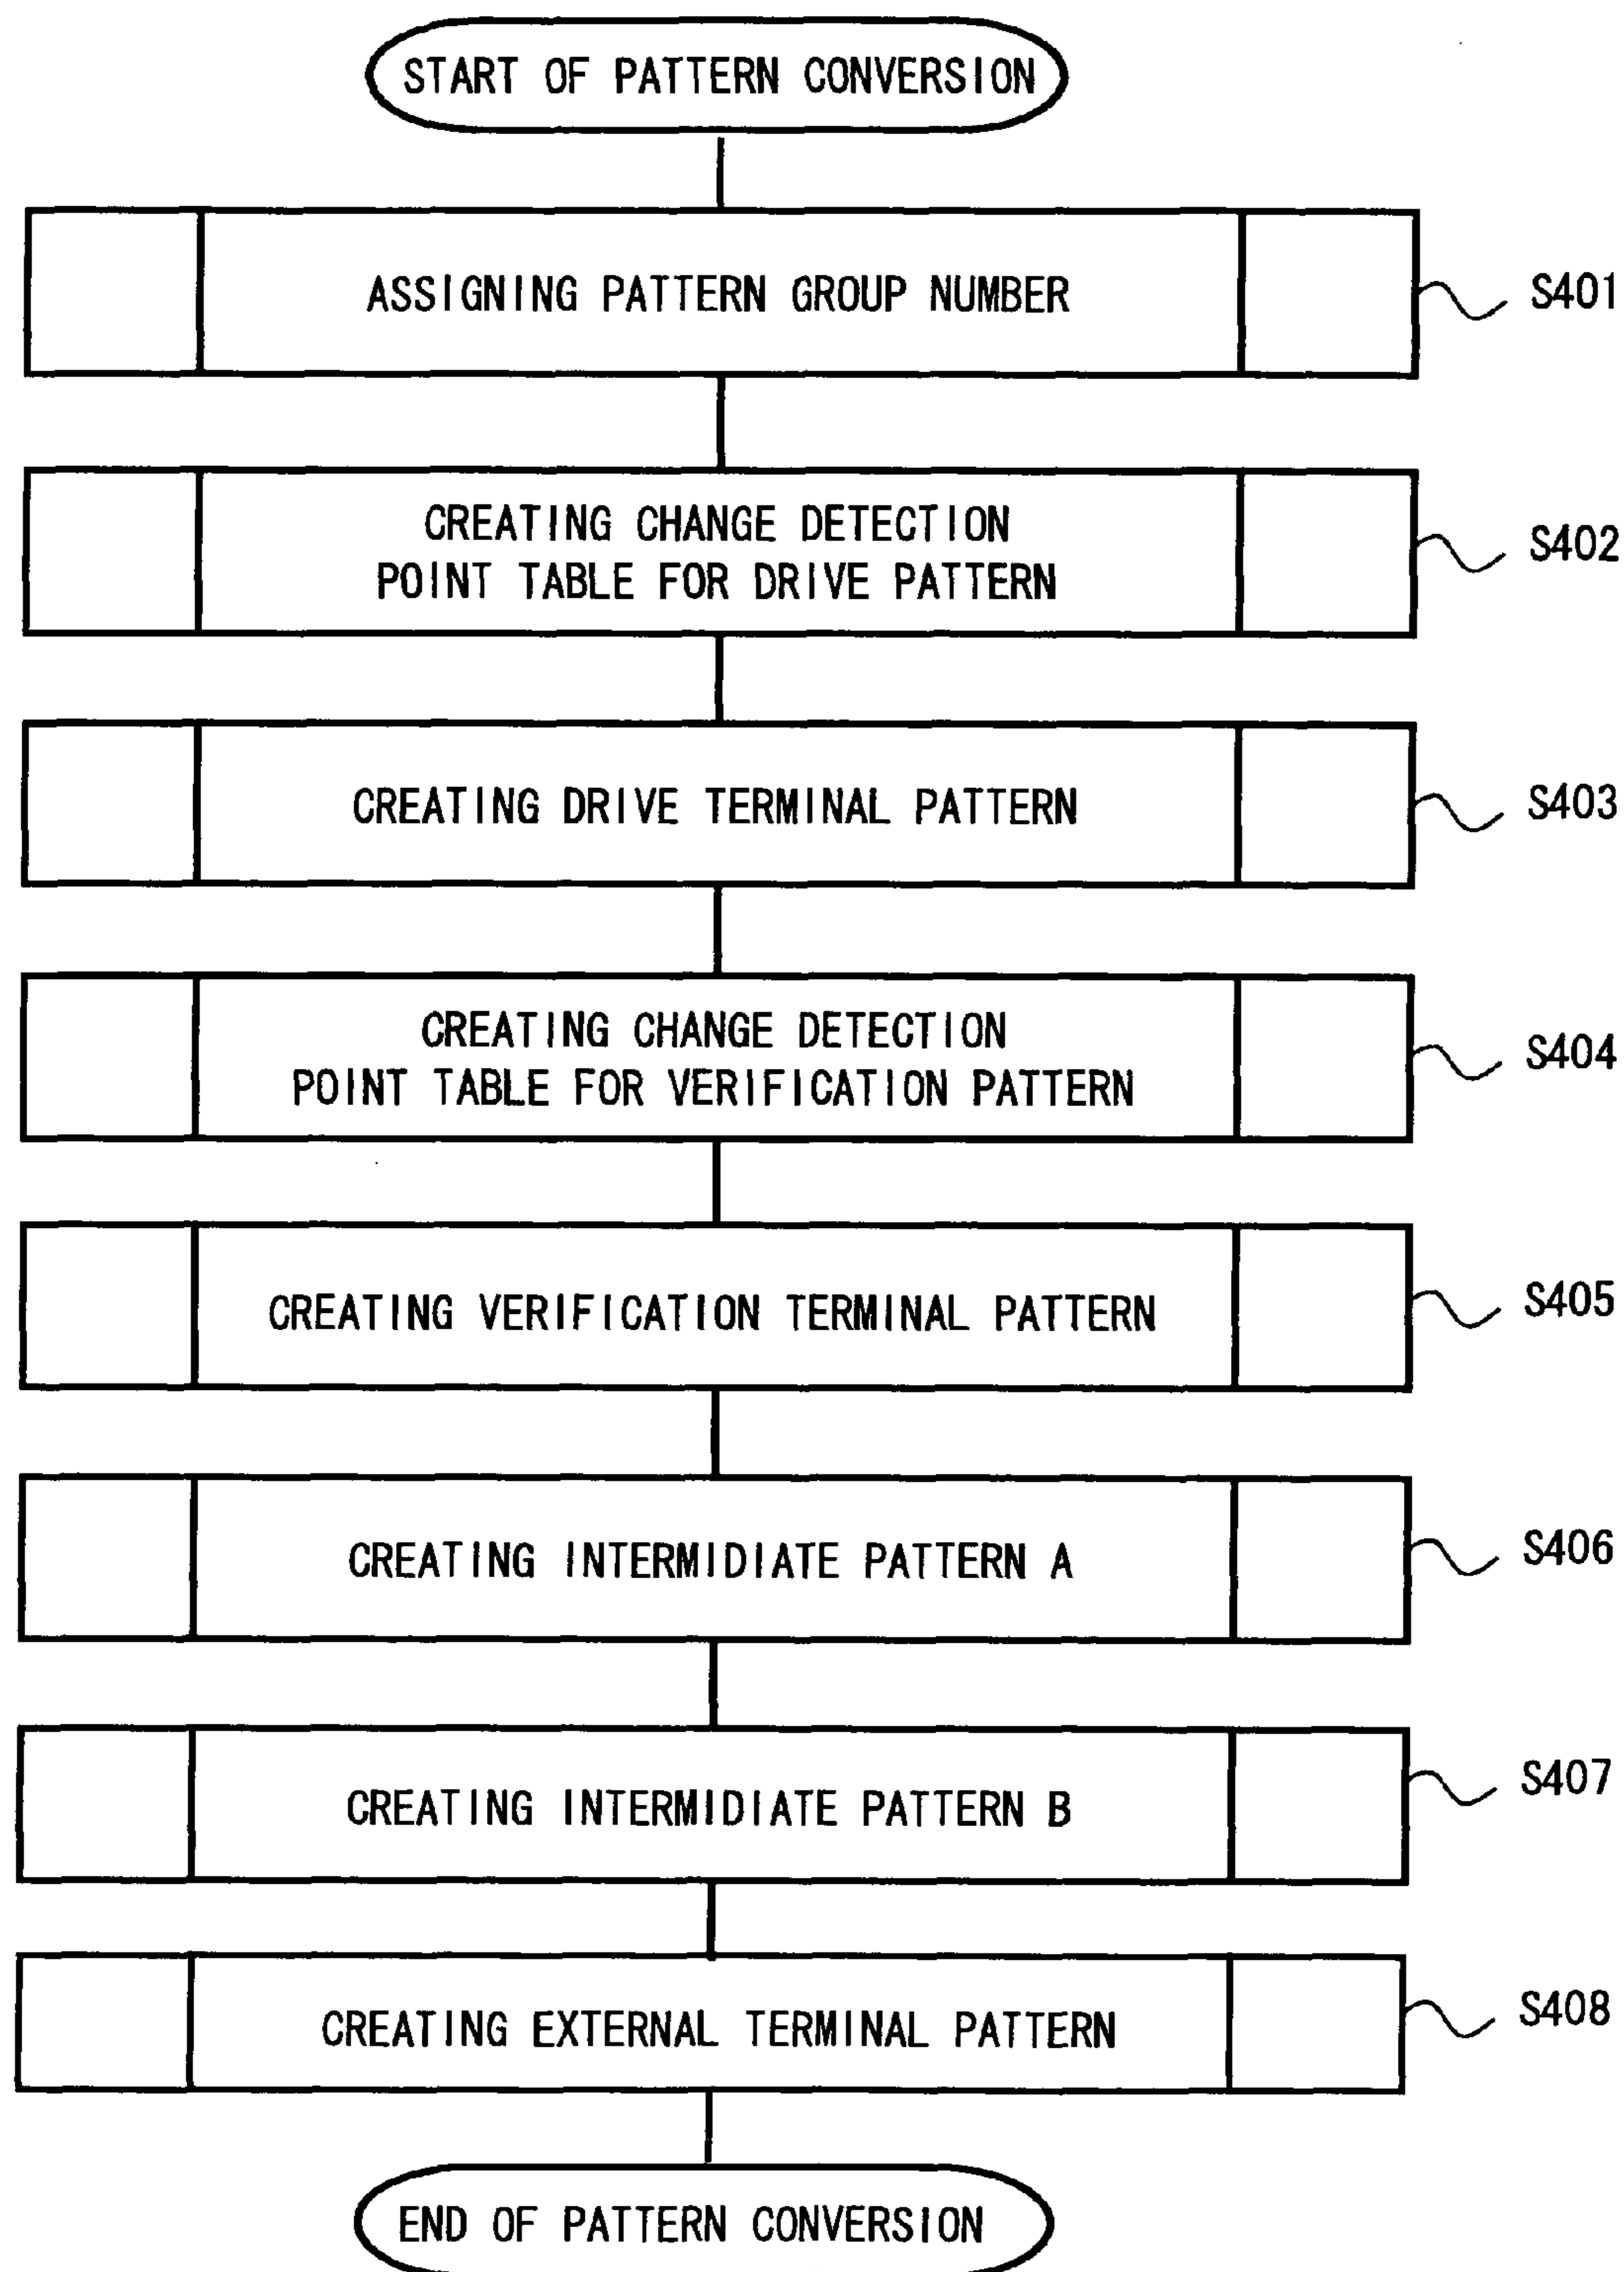 START OF PATTERN CONVERSION
ASSIGNING PATTERN GROUP NUMBER
S401
CREATING CHANGE DETECTION
POINT TABLE FOR DRIVE PATTERN
S402
CREATING DRIVE TERMINAL PATTERN
S403
CREATING CHANGE DETECTION
POINT TABLE FOR VERIFICATION PATTERN
S404
CREATING VERIFICATION TERMINAL PATTERN
S405
CREATING INTERMIDIATE PATTERN A
S406
CREATING INTERMIDIATE PATTERN B
S407
CREATING EXTERNAL TERMINAL PATTERN
S408
END OF PATTERN CONVERSION